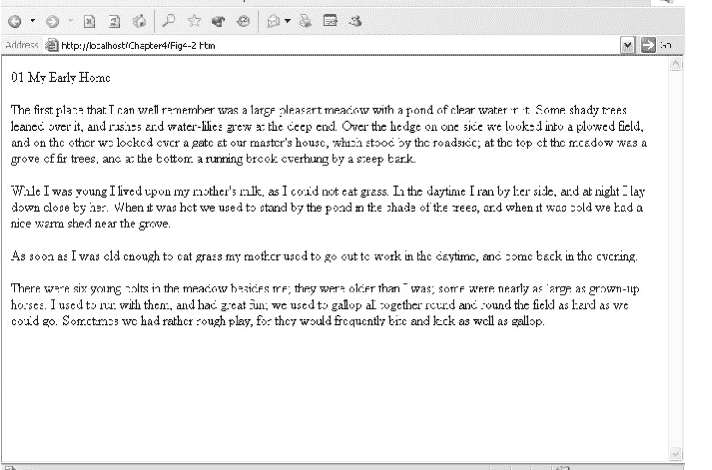 Address http://localhost/Chapter4/Fig4-2.htm Go
01 My Early Home
The first place that I can well remember was a large pleasant meadow with a pond of clear water in it. Some shady trees
leaned over it, and rushes and water-lilies grew at the deep end. Over the hedge on one side we looked into a plowed field,
and on the other we looked over a gate at our master's house, which stood by the roadside; at the top of the meadow was a
grove of fir trees, and at the bottom a running brook overhung by a steep bank.
While I was young I lived upon my mother's milk, as I could not eat grass. In the daytime I ran by her side, and at night I lay
down close by her. When it was hot we used to stand by the pond in the shade of the trees, and when it was cold we had a
nice warm shed near the grove.
As soon as I was old enough to eat grass my mother used to go out to work in the daytime, and come back in the evening.
There were six young colts in the meadow besides me; they were older than I was; some were nearly as large as grown-up
horses. I used to run with them, and had great fun; we used to gallop all together round and round the field as hard as we
could go. Sometimes we had rather rough play, for they would frequently bite and kick as well as gallop.